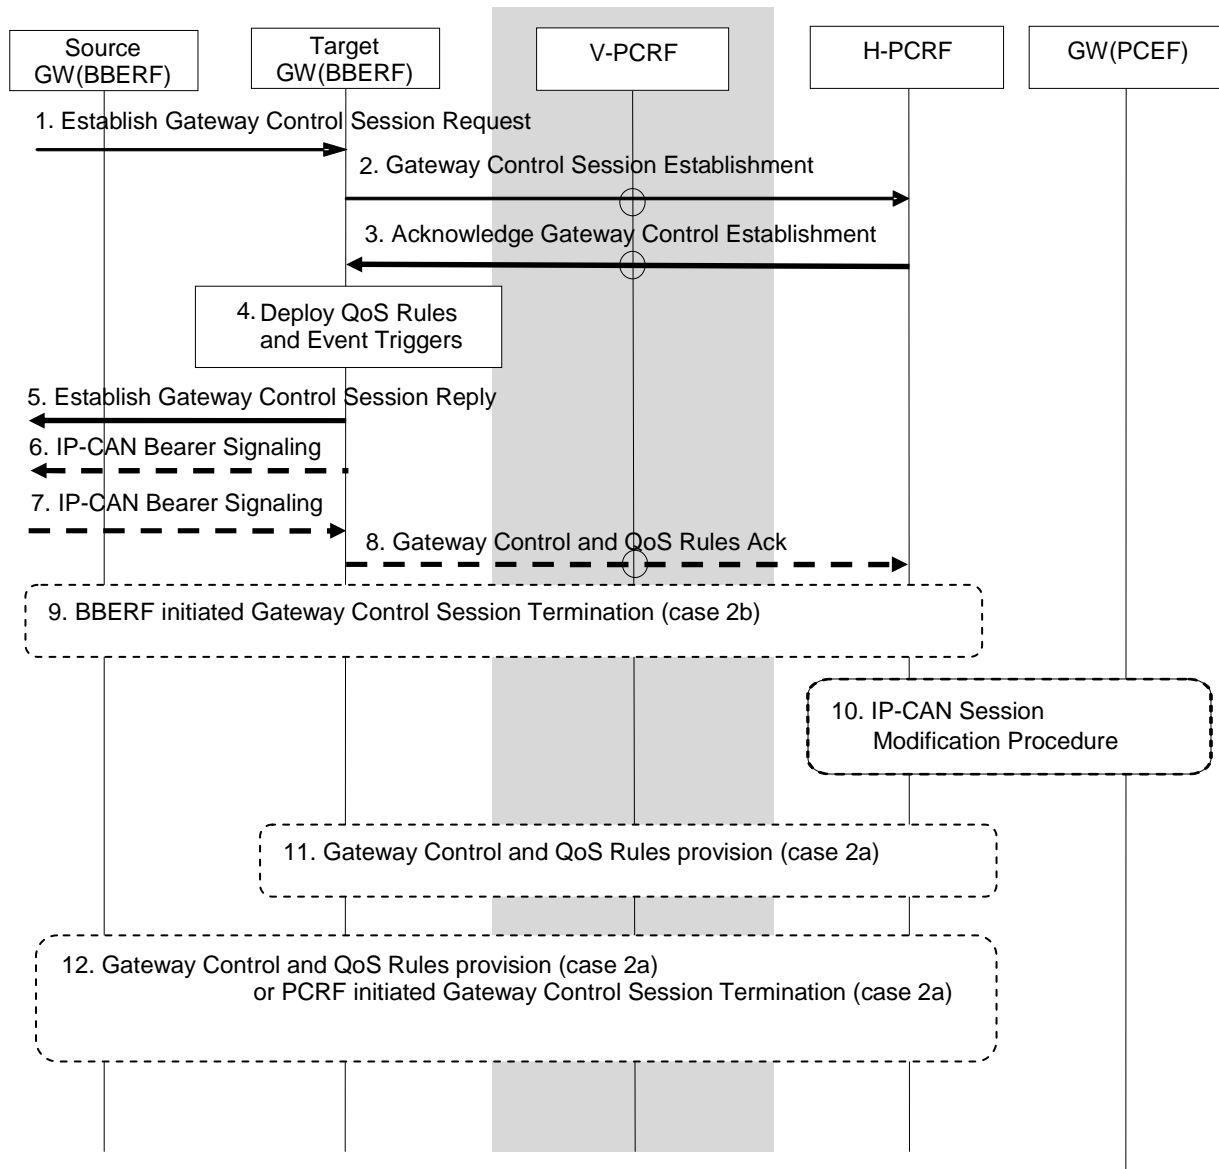 Source
GW(BBERF)
Target
GW(BBERF)
V-PCRF
H-PCRF
GW(PCEF)
1. Establish Gateway Control Session Request
2. Gateway Control Session Establishment
3. Acknowledge Gateway Control Establishment
4. Deploy QoS Rules
and Event Triggers
5. Establish Gateway Control Session Reply
6. IP-CAN Bearer Signaling
7. IP-CAN Bearer Signaling
8. Gateway Control and QoS Rules Ack
9. BBERF initiated Gateway Control Session Termination (case 2b)
10. IP-CAN Session
Modification Procedure
11. Gateway Control and QoS Rules provision (case 2a)
12. Gateway Control and QoS Rules provision (case 2a)
or PCRF initiated Gateway Control Session Termination (case 2a)